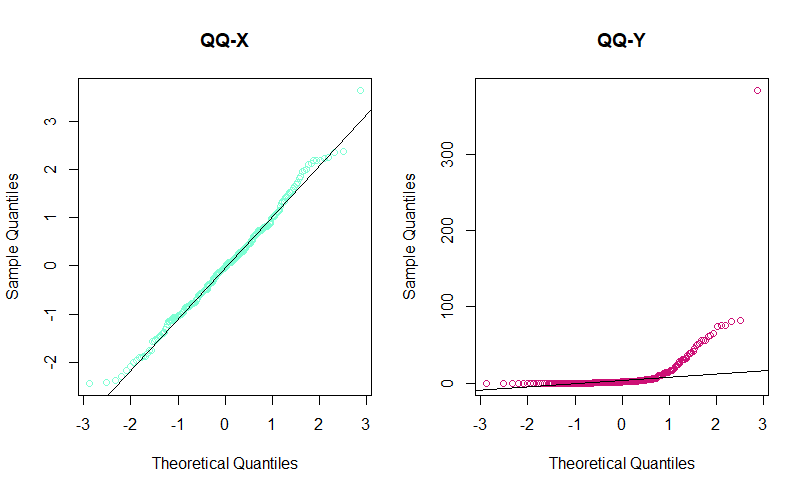 QQ-X
3
2
1
0
-1
-2
Sample Quantiles
-3 -2 -1 0 1 2 3
Theoretical Quantiles
QQ-Y
300
200
100
0
Sample Quantiles
-3 -2 -1 0 1 2 3
Theoretical Quantiles